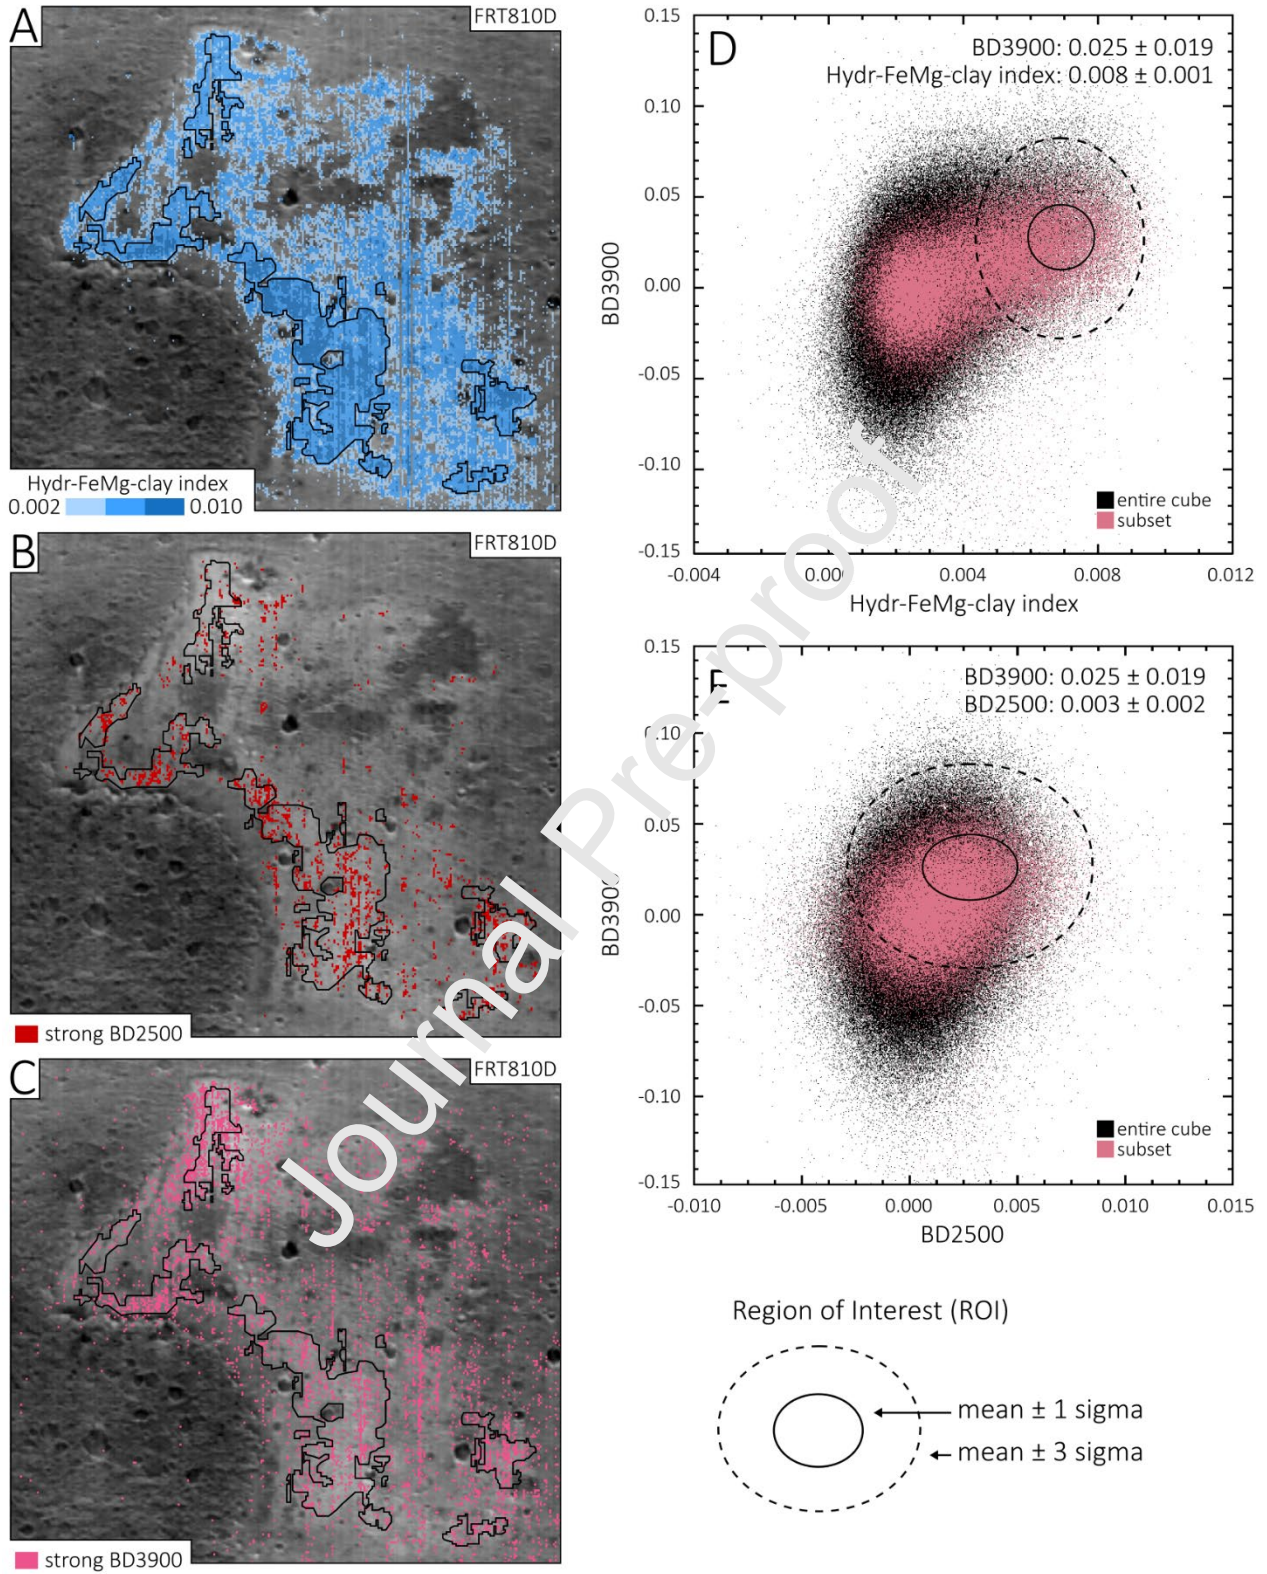 A
FRT810D
Hydr-FeMg-clay index
0.002 0.010
B
FRT810D
strong BD2500
C
FRT810D
strong BD3900
D
BD3900: 0.025 ± 0.019
Hydr-FeMg-clay index: 0.008 ± 0.001
0.15
0.10
0.05
0.00
-0.05
-0.10
-0.15
BD3900
entire cube
subset
-0.004 0.00 0.004 0.008 0.012
Hydr-FeMg-clay index
BD3900: 0.025 ± 0.019
BD2500: 0.003 ± 0.002
0.15
0.10
0.05
0.00
-0.05
-0.10
-0.15
BD3900
entire cube
subset
-0.010 -0.005 0.000 0.005 0.010 0.015
BD2500
Region of Interest (ROI)
mean ± 1 sigma
mean ± 3 sigma
Journal Pre-proof